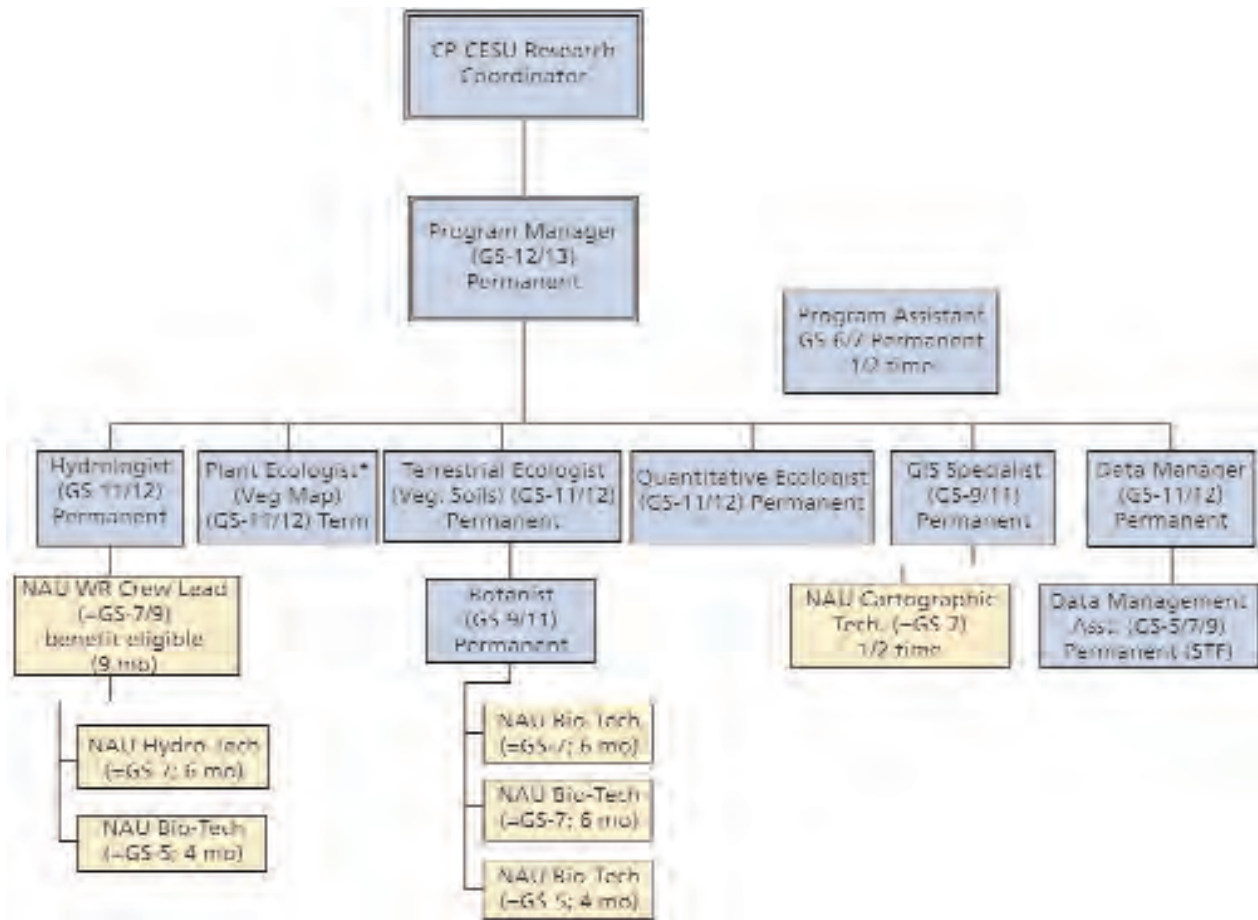 CP CESU Research
Coordinator
Program Manager
(GS-12/13)
Permanent
Program Assistant
GS-6/7 Permanent
1/2 time
Hydrologist
(GS-11/12)
Permanent
Plant Ecologist*
(Veg Map)
(GS-11/12) Term
Terrestrial Ecologist
(Veg. Soils) (GS-11/12)
Permanent
Quantitative Ecologist
(GS-11/12) Permanent
GIS Specialist
(GS-9/11)
Permanent
Data Manager
(GS-11/12)
Permanent
NAU WR Crew Lead
(=GS-7/9)
benefit eligible
(9 mo)
Botanist
(GS-9/11)
Permanent
NAU Cartographic
Tech. (=GS-7)
1/2 time
Data Management
Asst. (GS-5/7/9)
Permanent (STF)
NAU Hydro-Tech
(=GS-7; 6 mo)
NAU Bio-Tech
(=GS-5; 4 mo)
NAU Bio-Tech
(=GS-7; 6 mo)
NAU Bio-Tech
(=GS-7; 6 mo)
NAU Bio-Tech
(=GS-5; 4 mo)